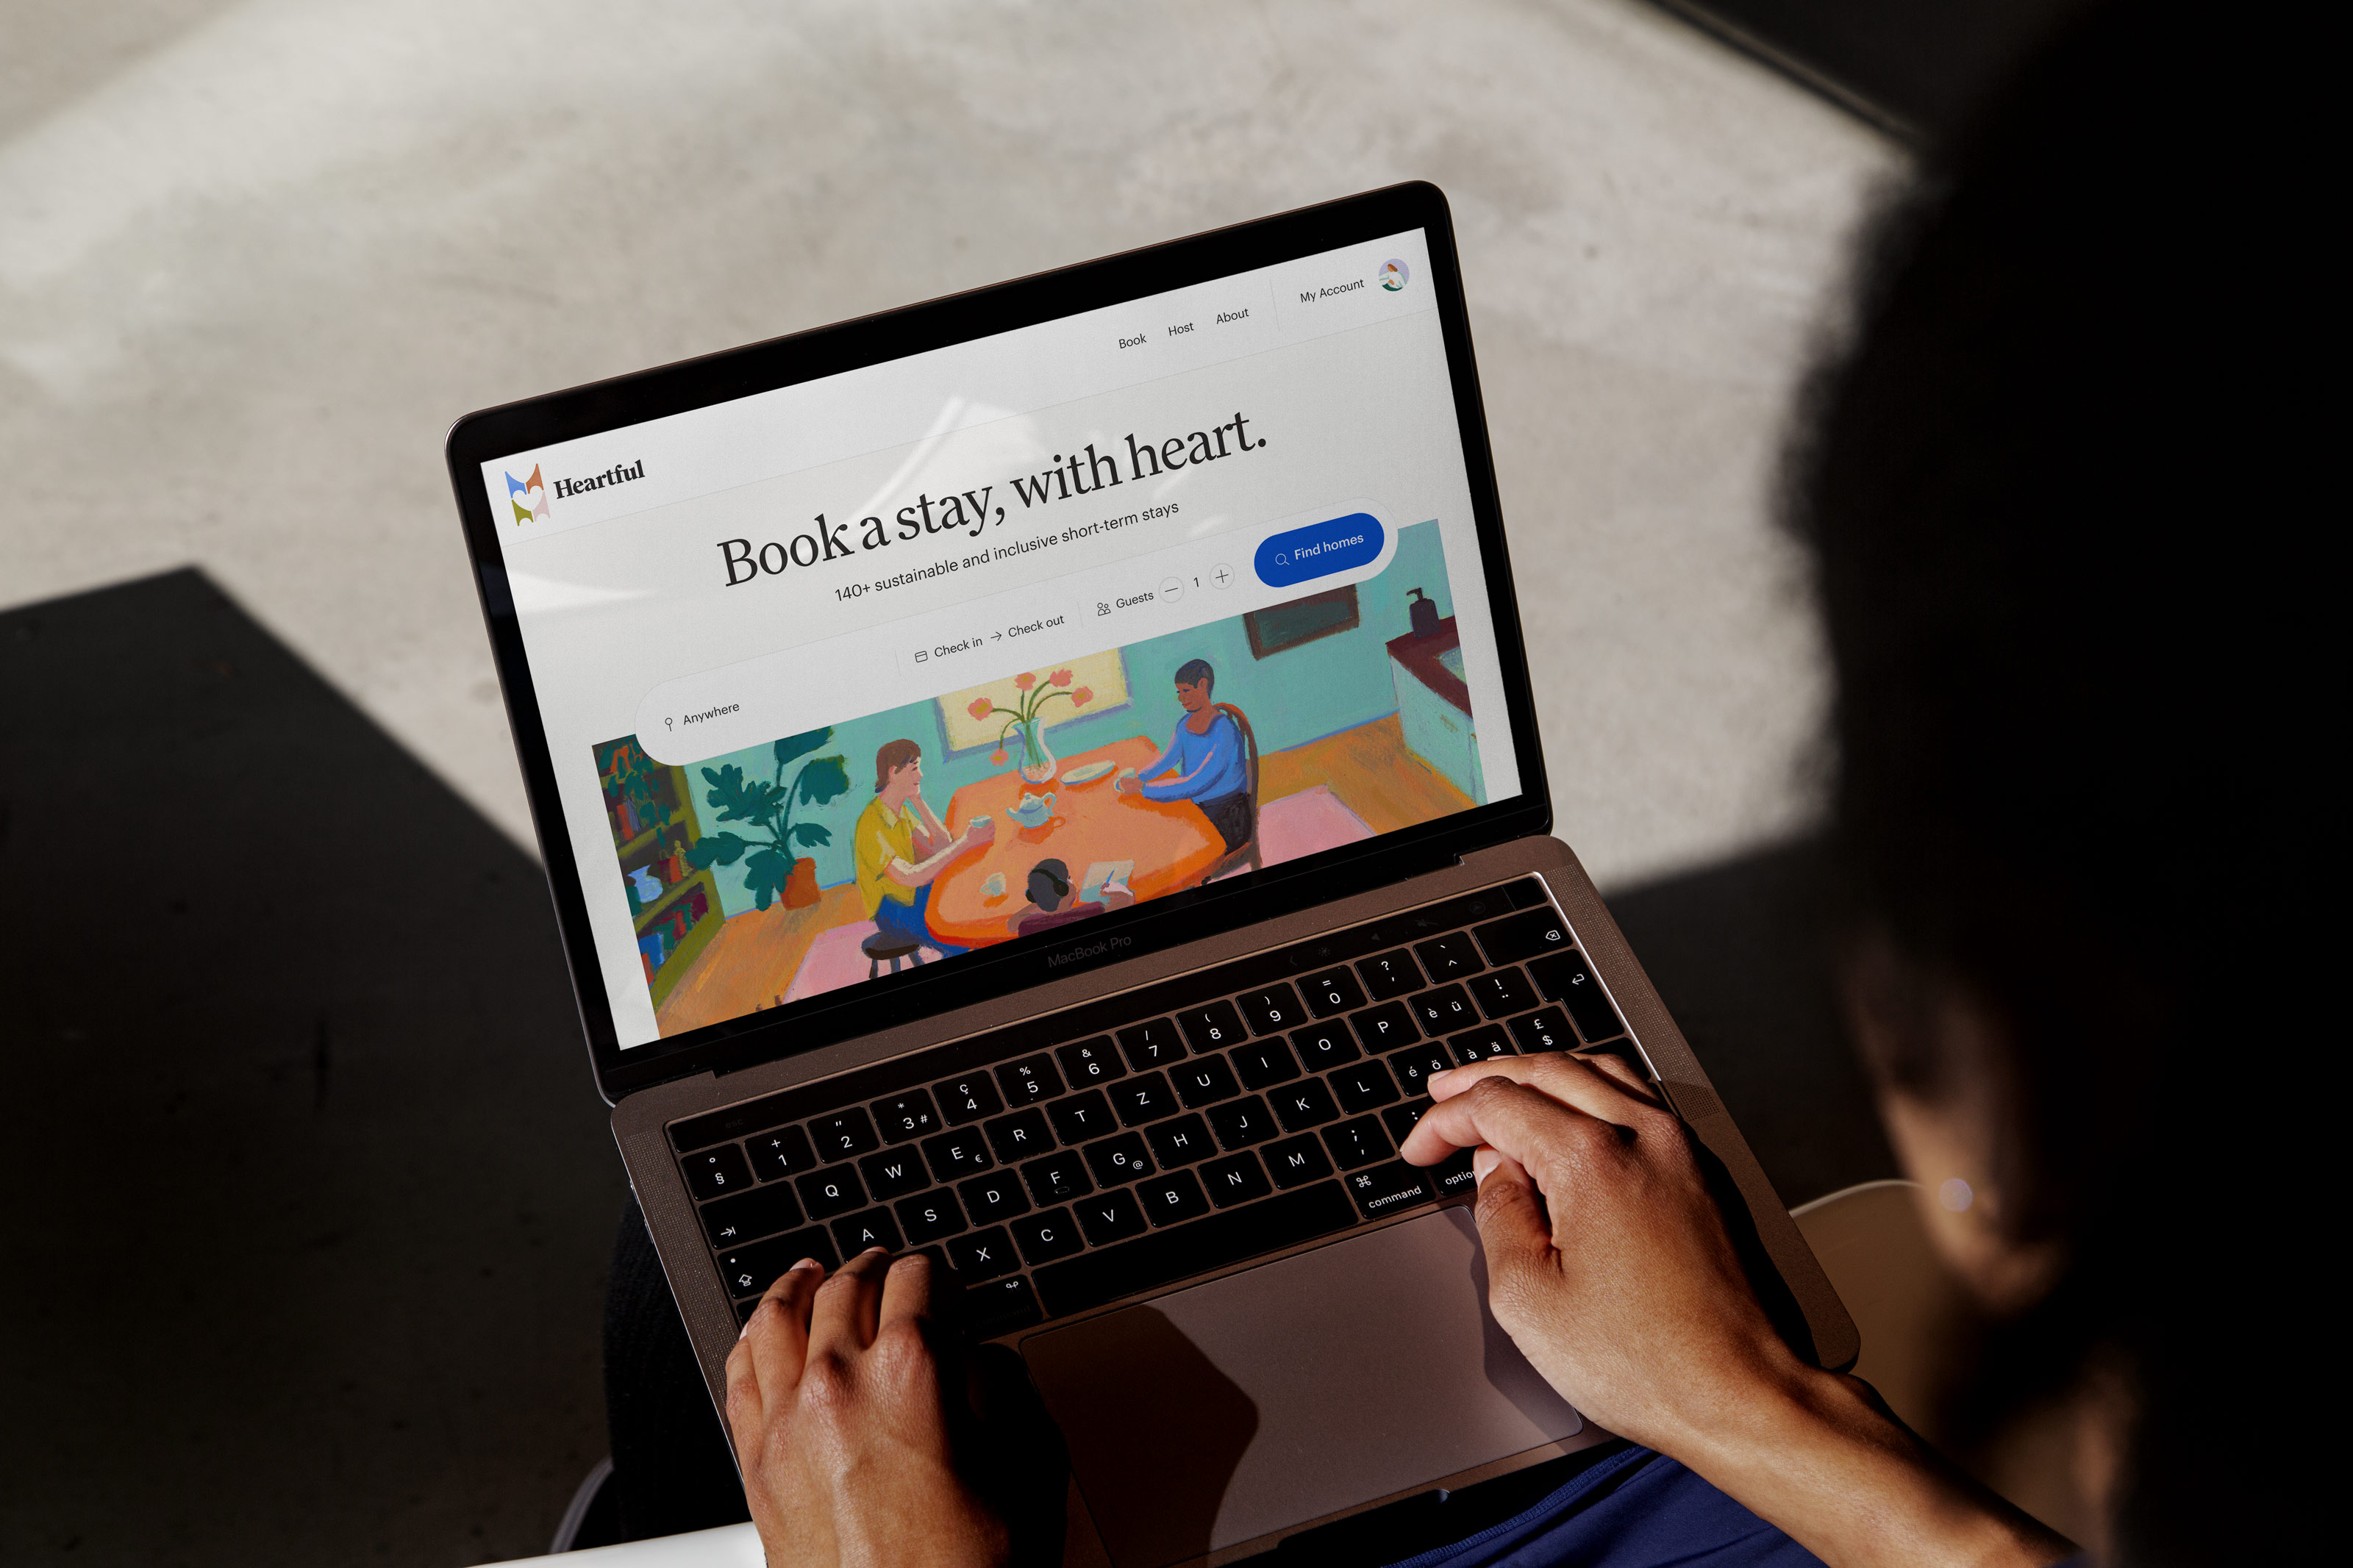 Heartful
Book Host About My Account
Book a stay, with heart.
140+ sustainable and inclusive short-term stays
Anywhere Check in → Check out Guests — 1 + Find homes
MacBook Pro
° § + 1 " 2 * 3 # ç 4 % 5 & 6 / 7 ( 8 ) 9 = 0 ? ' ` ^
Q W E € R T Z U I O P è ü ! ¨
A S D F G @ H J K L é ö à ä £ $
X C V B N M ; , :
⌘ command option